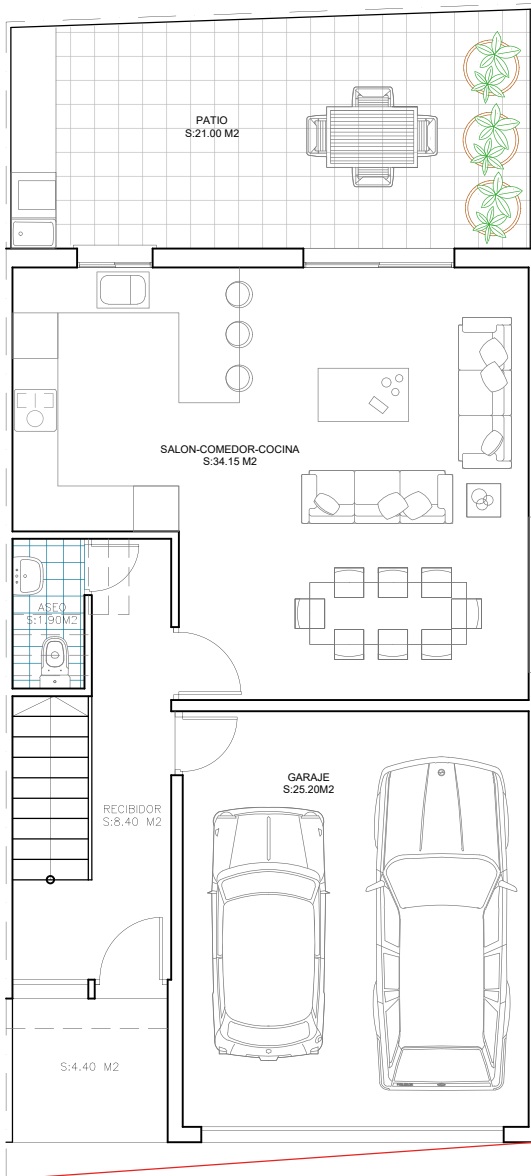 PATIO
S:21.00 M2
SALON-COMEDOR-COCINA
S:34.15 M2
ASEO
S:1.90M2
GARAJE
S:25.20M2
RECIBIDOR
S:8.40 M2
S:4.40 M2